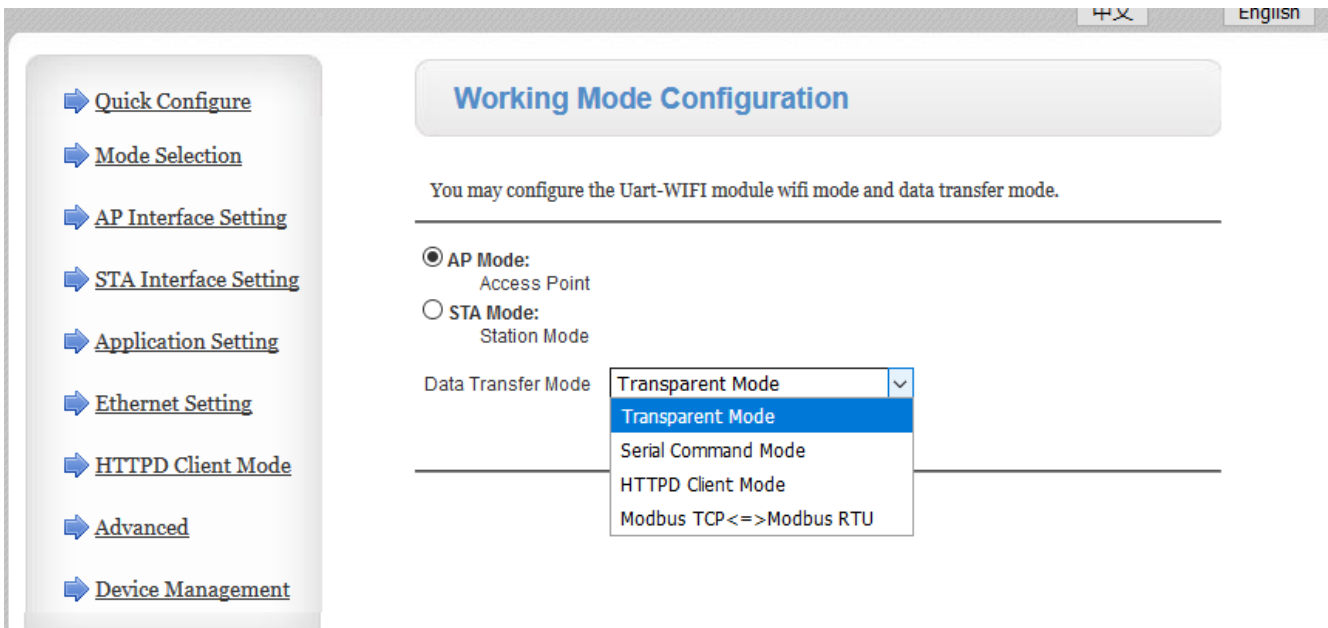 中文
English
Quick Configure
Mode Selection
AP Interface Setting
STA Interface Setting
Application Setting
Ethernet Setting
HTTPD Client Mode
Advanced
Device Management
Working Mode Configuration
You may configure the Uart-WIFI module wifi mode and data transfer mode.
AP Mode:
Access Point
STA Mode:
Station Mode
Data Transfer Mode Transparent Mode
Transparent Mode
Serial Command Mode
HTTPD Client Mode
Modbus TCP<=>Modbus RTU